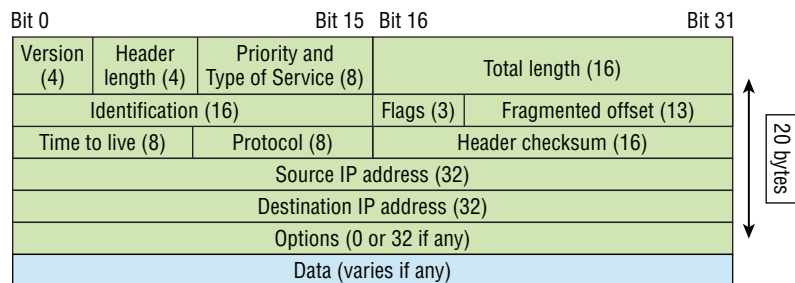 Bit 0 Bit 15 Bit 16 Bit 31
Version (4) Header length (4) Priority and Type of Service (8) Total length (16)
Identification (16) Flags (3) Fragmented offset (13)
Time to live (8) Protocol (8) Header checksum (16)
Source IP address (32)
Destination IP address (32)
Options (0 or 32 if any)
Data (varies if any)
20 bytes